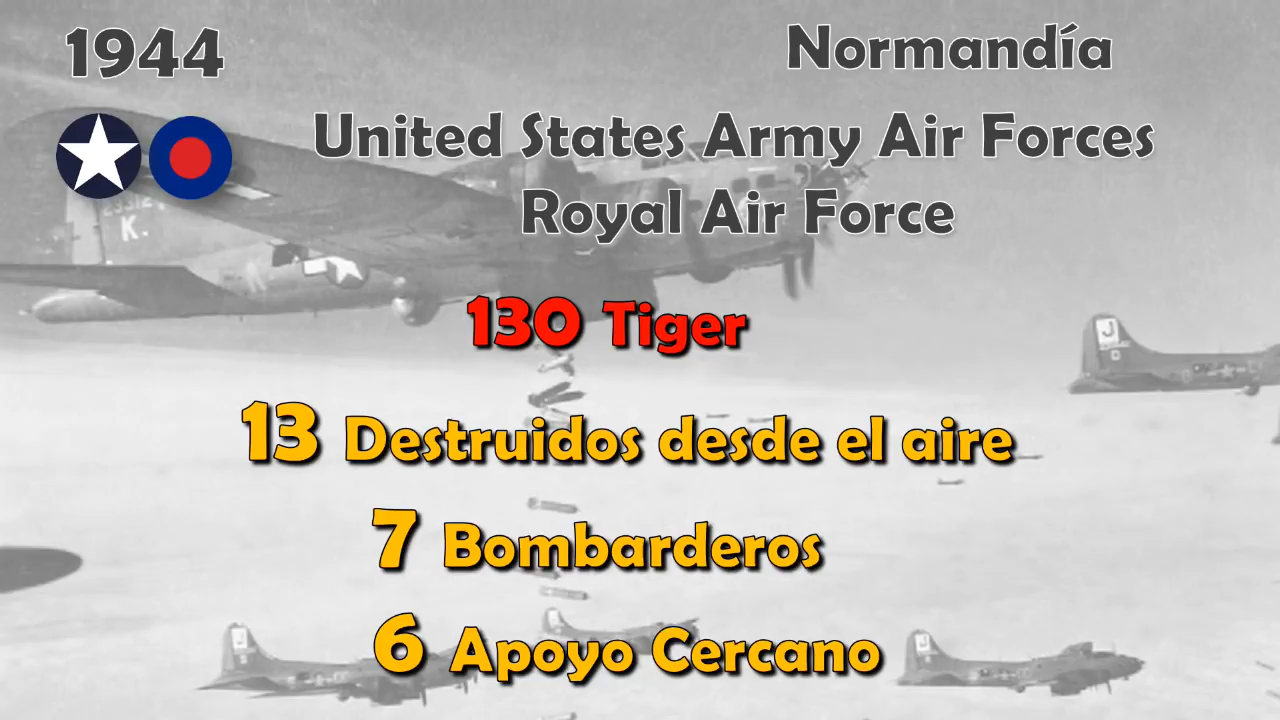 1944
Normandía
United States Army Air Forces
Royal Air Force
130 Tiger
13 Destruidos desde el aire
7 Bombarderos
6 Apoyo Cercano
K.
J
J
J